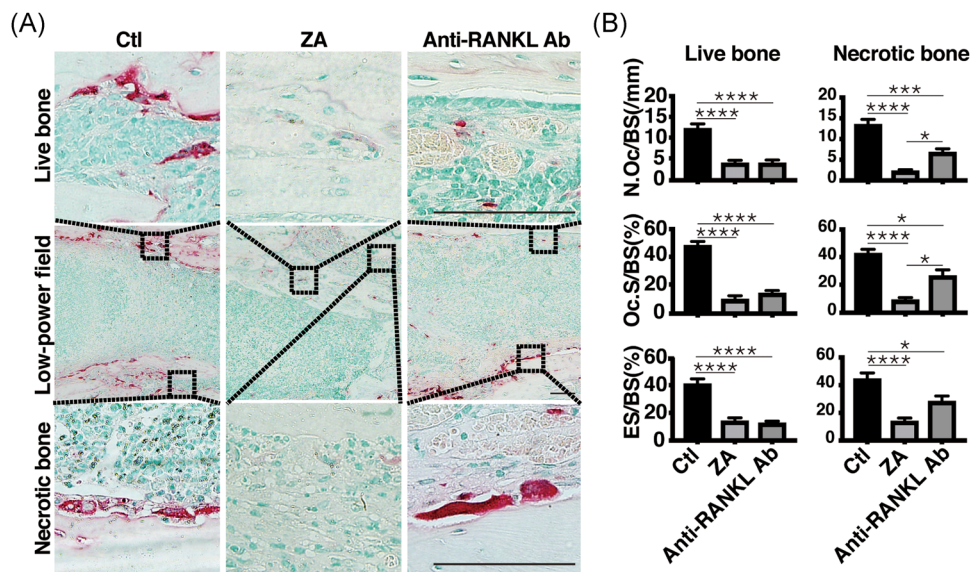 (A)
Ctl
ZA
Anti-RANKL Ab
Live bone
Low-power field
Necrotic bone
(B)
Live bone
Necrotic bone
N.Oc/BS(/mm)
20
15
10
5
0
****
****
15
10
5
0
***
****
*
Oc.S/BS(%)
60
40
20
0
****
****
60
40
20
0
*
****
*
ES/BS(%)
60
40
20
0
****
****
60
40
20
0
*
****
Ctl
ZA
Anti-RANKL Ab
Ctl
ZA
Anti-RANKL Ab